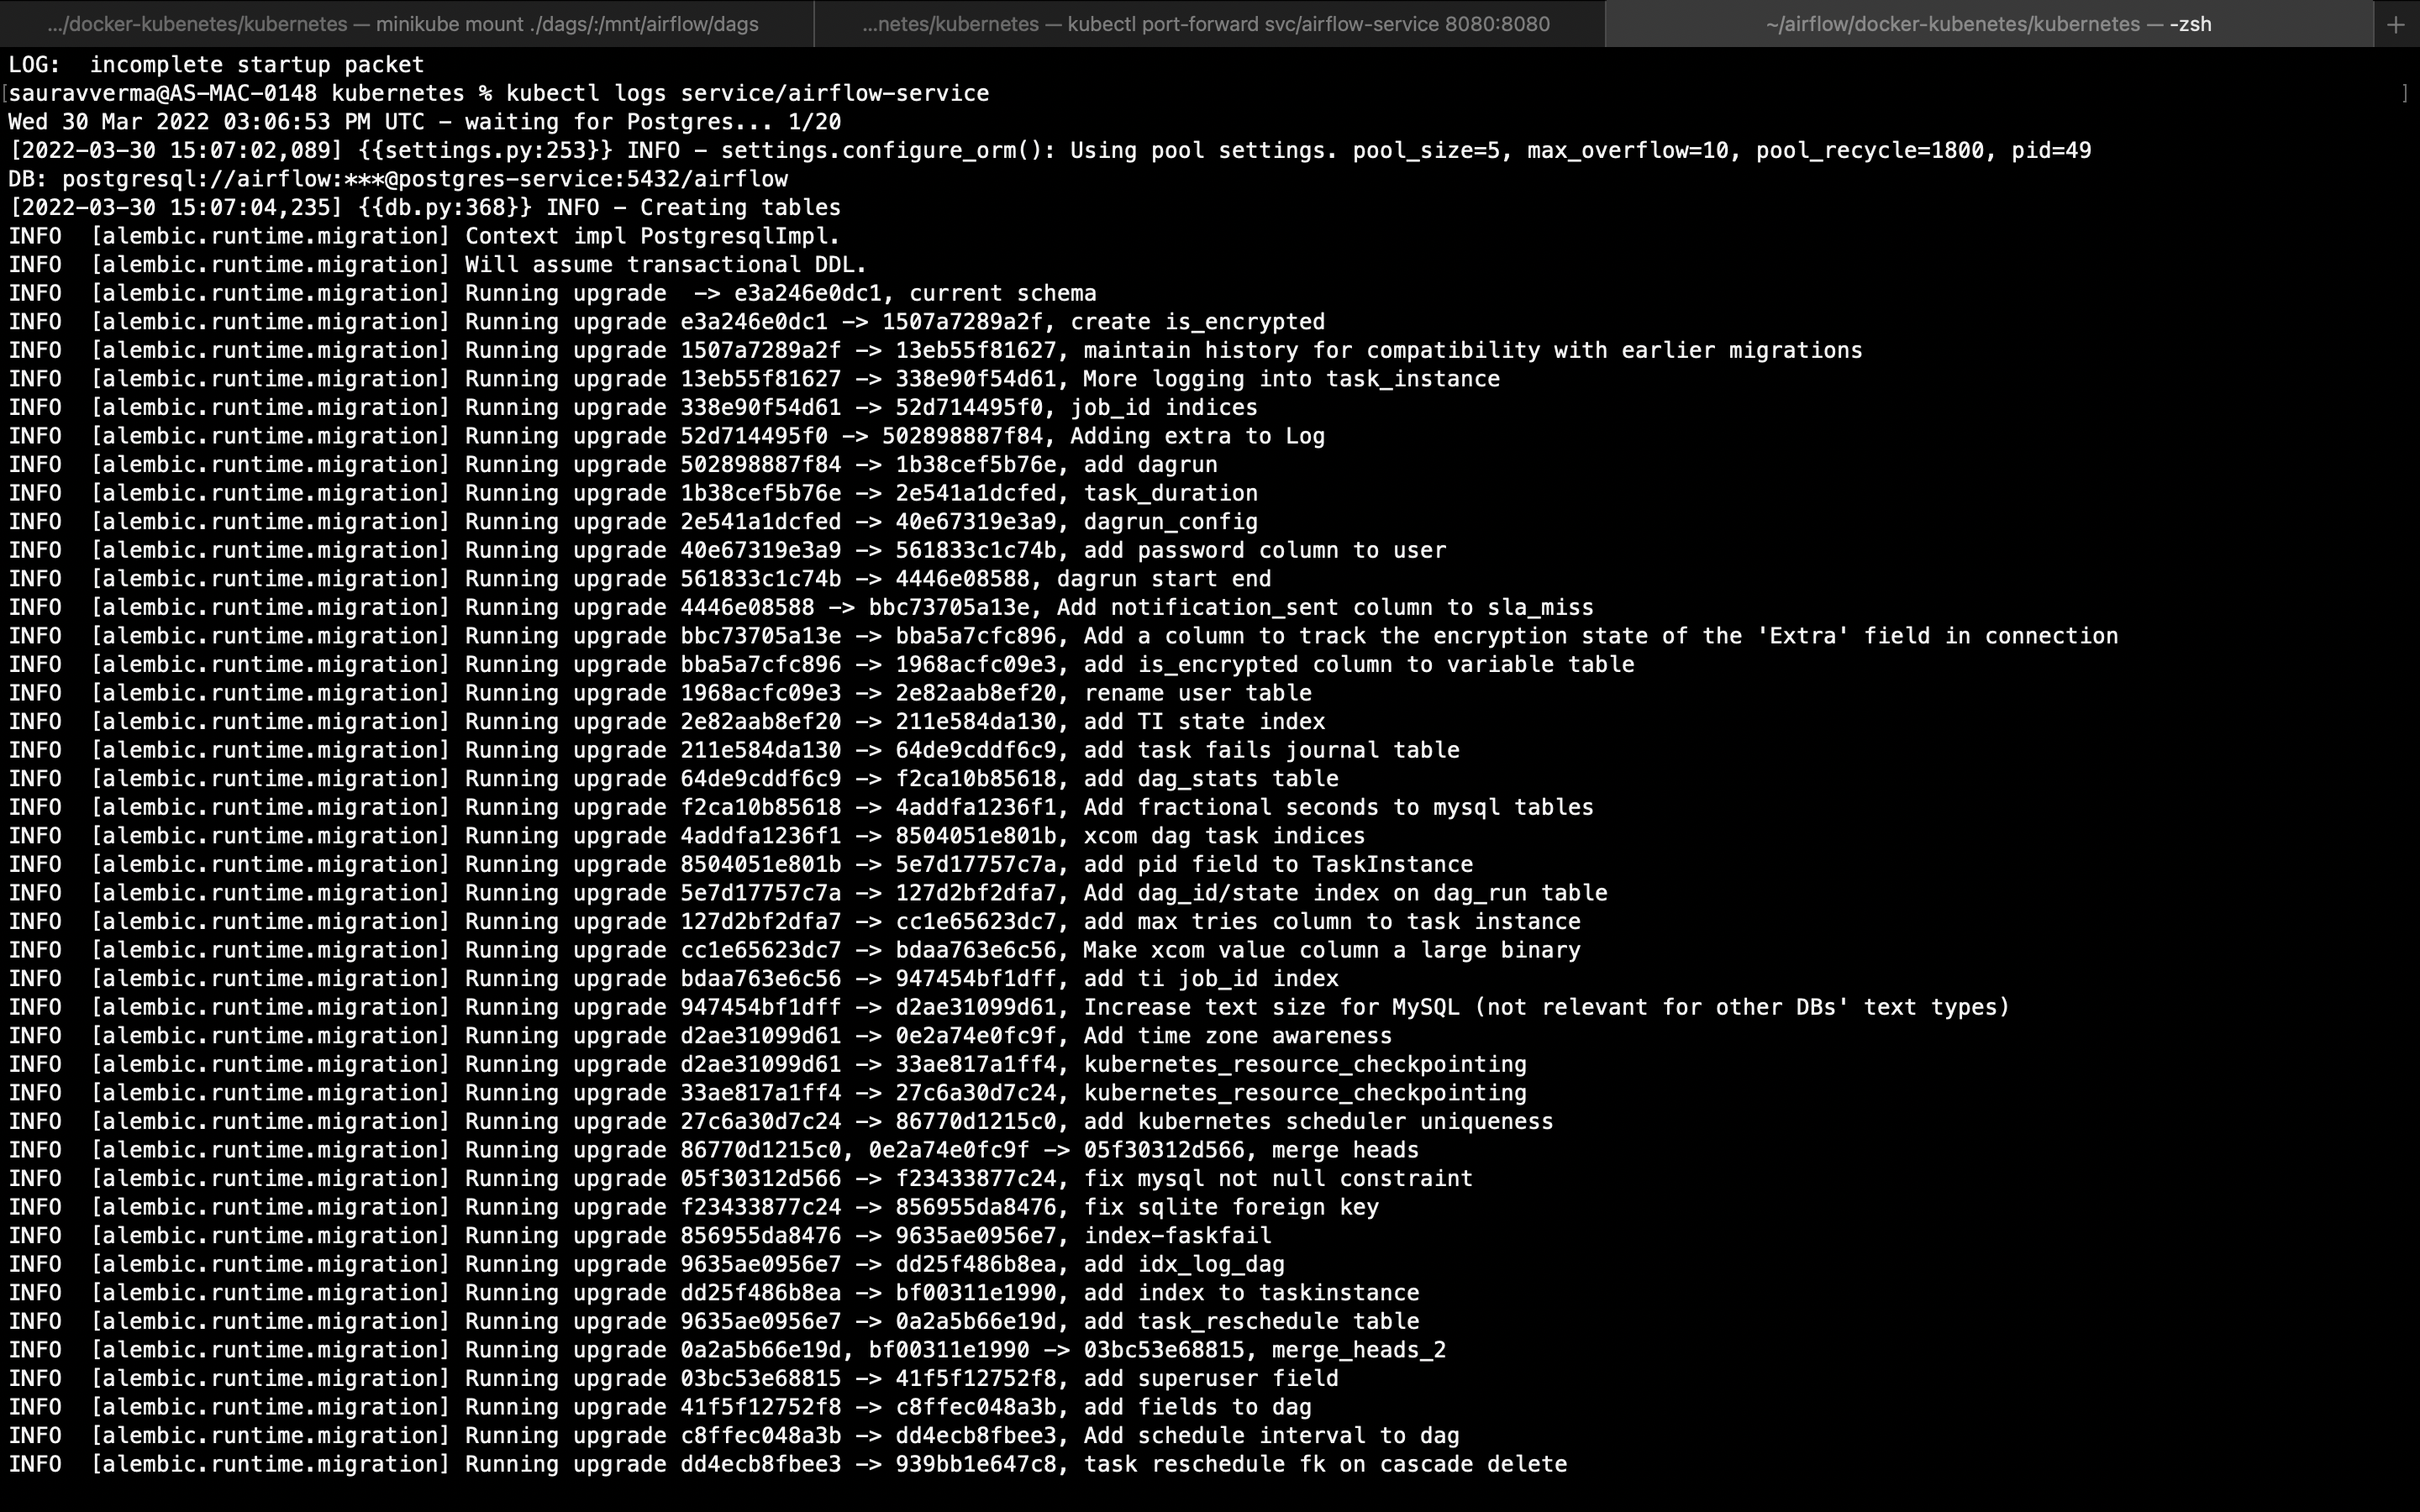 .../docker-kubenetes/kubernetes — minikube mount ./dags/:/mnt/airflow/dags
...netes/kubernetes — kubectl port-forward svc/airflow-service 8080:8080
~/airflow/docker-kubenetes/kubernetes — -zsh
+
LOG:  incomplete startup packet
[sauravverma@AS-MAC-0148 kubernetes % kubectl logs service/airflow-service ]
Wed 30 Mar 2022 03:06:53 PM UTC - waiting for Postgres... 1/20
[2022-03-30 15:07:02,089] {{settings.py:253}} INFO - settings.configure_orm(): Using pool settings. pool_size=5, max_overflow=10, pool_recycle=1800, pid=49
DB: postgresql://airflow:***@postgres-service:5432/airflow
[2022-03-30 15:07:04,235] {{db.py:368}} INFO - Creating tables
INFO  [alembic.runtime.migration] Context impl PostgresqlImpl.
INFO  [alembic.runtime.migration] Will assume transactional DDL.
INFO  [alembic.runtime.migration] Running upgrade  -> e3a246e0dc1, current schema
INFO  [alembic.runtime.migration] Running upgrade e3a246e0dc1 -> 1507a7289a2f, create is_encrypted
INFO  [alembic.runtime.migration] Running upgrade 1507a7289a2f -> 13eb55f81627, maintain history for compatibility with earlier migrations
INFO  [alembic.runtime.migration] Running upgrade 13eb55f81627 -> 338e90f54d61, More logging into task_instance
INFO  [alembic.runtime.migration] Running upgrade 338e90f54d61 -> 52d714495f0, job_id indices
INFO  [alembic.runtime.migration] Running upgrade 52d714495f0 -> 502898887f84, Adding extra to Log
INFO  [alembic.runtime.migration] Running upgrade 502898887f84 -> 1b38cef5b76e, add dagrun
INFO  [alembic.runtime.migration] Running upgrade 1b38cef5b76e -> 2e541a1dcfed, task_duration
INFO  [alembic.runtime.migration] Running upgrade 2e541a1dcfed -> 40e67319e3a9, dagrun_config
INFO  [alembic.runtime.migration] Running upgrade 40e67319e3a9 -> 561833c1c74b, add password column to user
INFO  [alembic.runtime.migration] Running upgrade 561833c1c74b -> 4446e08588, dagrun start end
INFO  [alembic.runtime.migration] Running upgrade 4446e08588 -> bbc73705a13e, Add notification_sent column to sla_miss
INFO  [alembic.runtime.migration] Running upgrade bbc73705a13e -> bba5a7cfc896, Add a column to track the encryption state of the 'Extra' field in connection
INFO  [alembic.runtime.migration] Running upgrade bba5a7cfc896 -> 1968acfc09e3, add is_encrypted column to variable table
INFO  [alembic.runtime.migration] Running upgrade 1968acfc09e3 -> 2e82aab8ef20, rename user table
INFO  [alembic.runtime.migration] Running upgrade 2e82aab8ef20 -> 211e584da130, add TI state index
INFO  [alembic.runtime.migration] Running upgrade 211e584da130 -> 64de9cddf6c9, add task fails journal table
INFO  [alembic.runtime.migration] Running upgrade 64de9cddf6c9 -> f2ca10b85618, add dag_stats table
INFO  [alembic.runtime.migration] Running upgrade f2ca10b85618 -> 4addfa1236f1, Add fractional seconds to mysql tables
INFO  [alembic.runtime.migration] Running upgrade 4addfa1236f1 -> 8504051e801b, xcom dag task indices
INFO  [alembic.runtime.migration] Running upgrade 8504051e801b -> 5e7d17757c7a, add pid field to TaskInstance
INFO  [alembic.runtime.migration] Running upgrade 5e7d17757c7a -> 127d2bf2dfa7, Add dag_id/state index on dag_run table
INFO  [alembic.runtime.migration] Running upgrade 127d2bf2dfa7 -> cc1e65623dc7, add max tries column to task instance
INFO  [alembic.runtime.migration] Running upgrade cc1e65623dc7 -> bdaa763e6c56, Make xcom value column a large binary
INFO  [alembic.runtime.migration] Running upgrade bdaa763e6c56 -> 947454bf1dff, add ti job_id index
INFO  [alembic.runtime.migration] Running upgrade 947454bf1dff -> d2ae31099d61, Increase text size for MySQL (not relevant for other DBs' text types)
INFO  [alembic.runtime.migration] Running upgrade d2ae31099d61 -> 0e2a74e0fc9f, Add time zone awareness
INFO  [alembic.runtime.migration] Running upgrade d2ae31099d61 -> 33ae817a1ff4, kubernetes_resource_checkpointing
INFO  [alembic.runtime.migration] Running upgrade 33ae817a1ff4 -> 27c6a30d7c24, kubernetes_resource_checkpointing
INFO  [alembic.runtime.migration] Running upgrade 27c6a30d7c24 -> 86770d1215c0, add kubernetes scheduler uniqueness
INFO  [alembic.runtime.migration] Running upgrade 86770d1215c0, 0e2a74e0fc9f -> 05f30312d566, merge heads
INFO  [alembic.runtime.migration] Running upgrade 05f30312d566 -> f23433877c24, fix mysql not null constraint
INFO  [alembic.runtime.migration] Running upgrade f23433877c24 -> 856955da8476, fix sqlite foreign key
INFO  [alembic.runtime.migration] Running upgrade 856955da8476 -> 9635ae0956e7, index-faskfail
INFO  [alembic.runtime.migration] Running upgrade 9635ae0956e7 -> dd25f486b8ea, add idx_log_dag
INFO  [alembic.runtime.migration] Running upgrade dd25f486b8ea -> bf00311e1990, add index to taskinstance
INFO  [alembic.runtime.migration] Running upgrade 9635ae0956e7 -> 0a2a5b66e19d, add task_reschedule table
INFO  [alembic.runtime.migration] Running upgrade 0a2a5b66e19d, bf00311e1990 -> 03bc53e68815, merge_heads_2
INFO  [alembic.runtime.migration] Running upgrade 03bc53e68815 -> 41f5f12752f8, add superuser field
INFO  [alembic.runtime.migration] Running upgrade 41f5f12752f8 -> c8ffec048a3b, add fields to dag
INFO  [alembic.runtime.migration] Running upgrade c8ffec048a3b -> dd4ecb8fbee3, Add schedule interval to dag
INFO  [alembic.runtime.migration] Running upgrade dd4ecb8fbee3 -> 939bb1e647c8, task reschedule fk on cascade delete